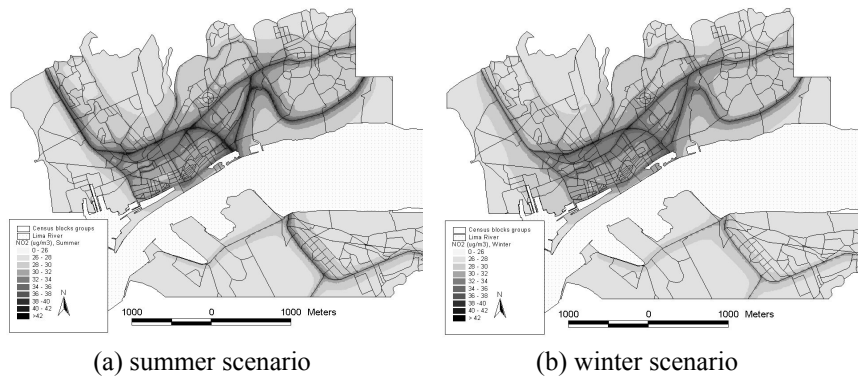 Census blocks groups
Lima River
NO2 (ug/m3), Summer
0 - 26
26 - 28
28 - 30
30 - 32
32 - 34
34 - 36
36 - 38
38 - 40
40 - 42
>42
N
1000 0 1000 Meters
(a) summer scenario
Census blocks groups
Lima River
NO2 (ug/m3), Winter
0 - 26
26 - 28
28 - 30
30 - 32
32 - 34
34 - 36
36 - 38
38 - 40
40 - 42
>42
N
1000 0 1000 Meters
(b) winter scenario